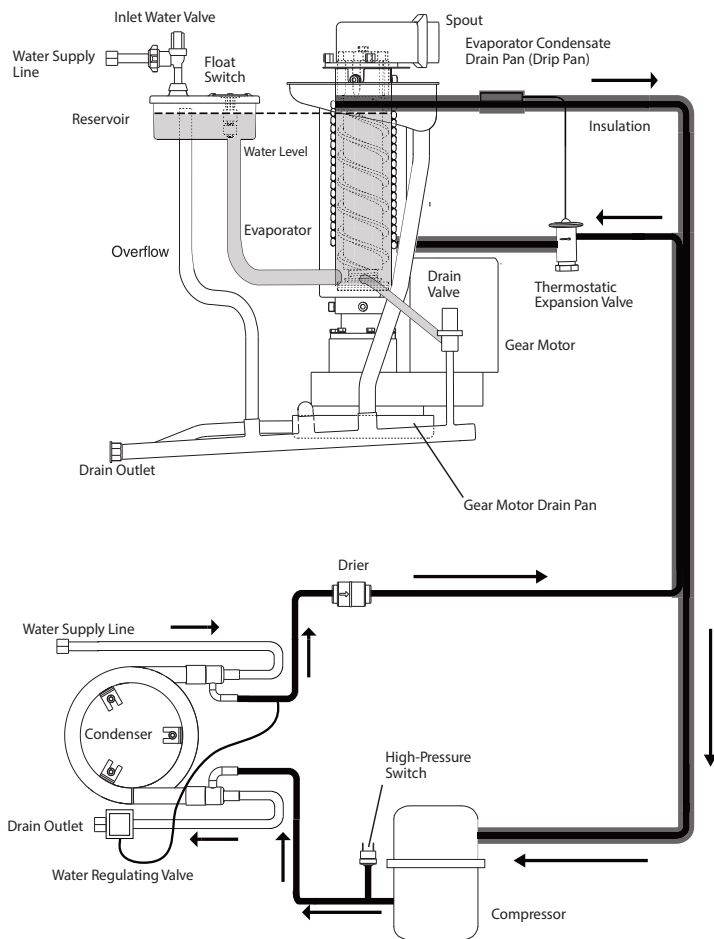 Inlet Water Valve
Spout
Water Supply
Line
Float
Switch
Evaporator Condensate
Drain Pan (Drip Pan)
Reservoir
Insulation
Water Level
Evaporator
Overflow
Drain
Valve
Thermostatic
Expansion Valve
Gear Motor
Drain Outlet
Gear Motor Drain Pan
Drier
Water Supply Line
Condenser
High-Pressure
Switch
Drain Outlet
Water Regulating Valve
Compressor